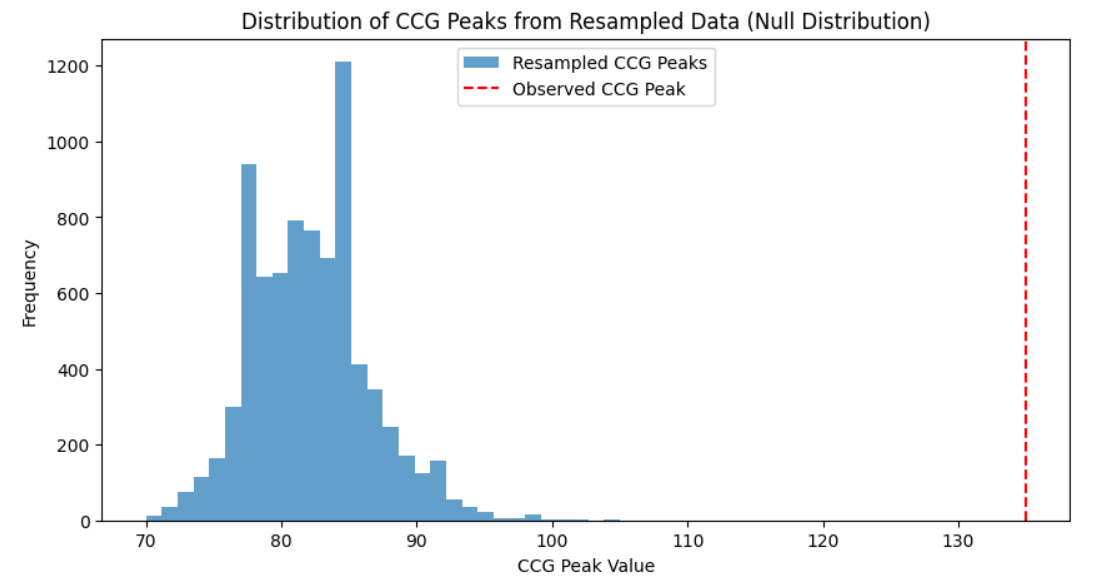 Distribution of CCG Peaks from Resampled Data (Null Distribution)
Resampled CCG Peaks
Observed CCG Peak
Frequency
1200
1000
800
600
400
200
0
70 80 90 100 110 120 130
CCG Peak Value